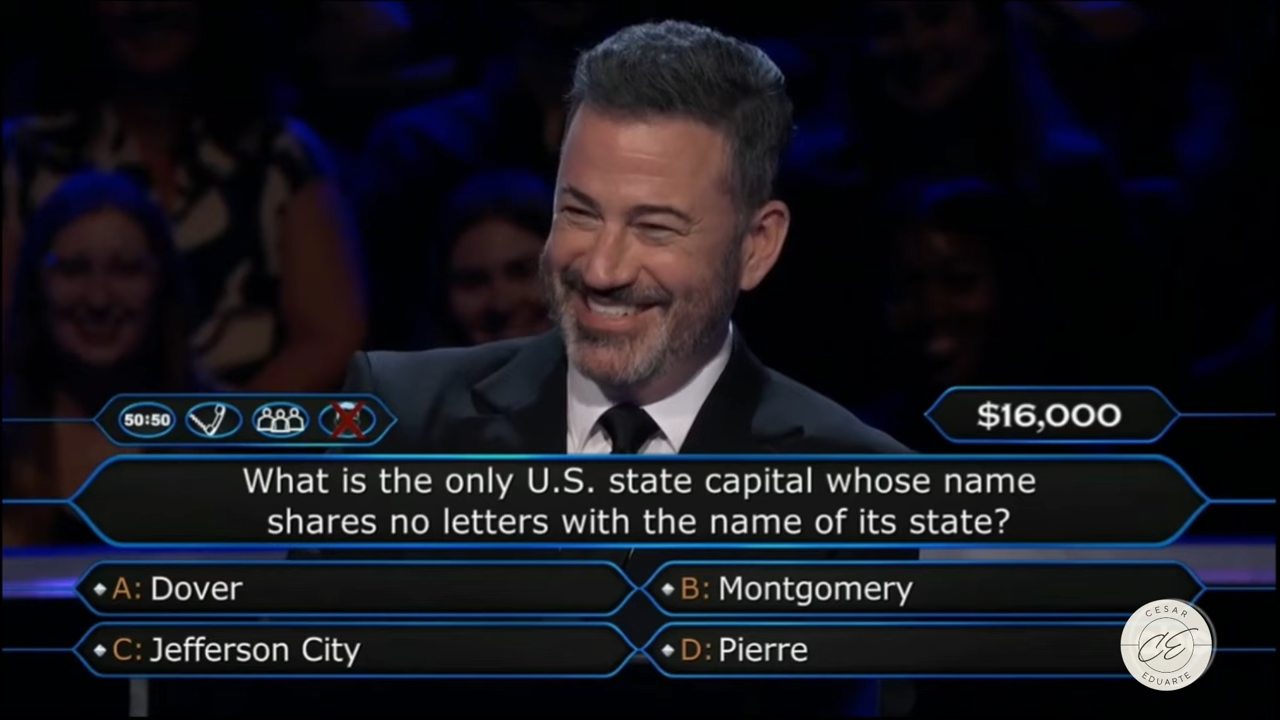 50:50
$16,000
What is the only U.S. state capital whose name
shares no letters with the name of its state?
A: Dover
B: Montgomery
C: Jefferson City
D: Pierre
CESAR
CE
EDUARTE